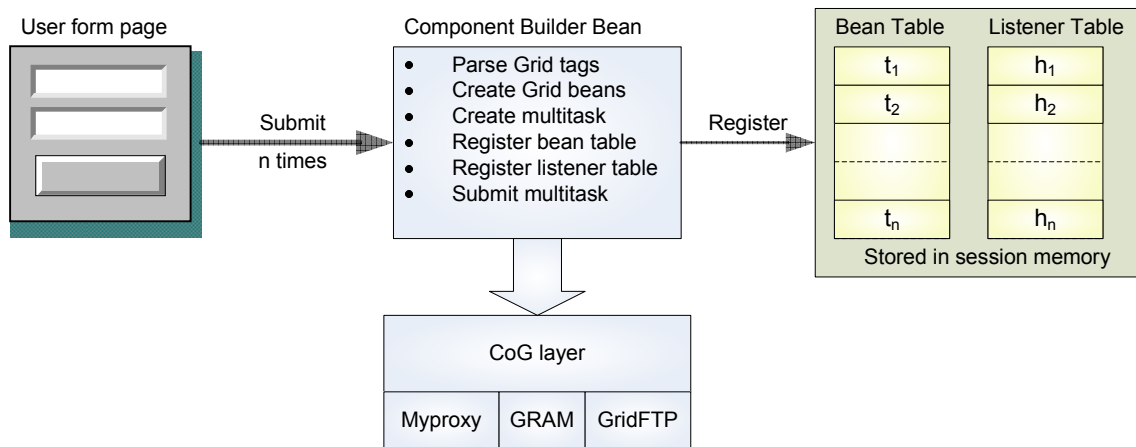 User form page
Submit
n times
Component Builder Bean
• Parse Grid tags
• Create Grid beans
• Create multitask
• Register bean table
• Register listener table
• Submit multitask
Register
Bean Table
Listener Table
t1
h1
t2
h2
tn
hn
Stored in session memory
CoG layer
Myproxy
GRAM
GridFTP